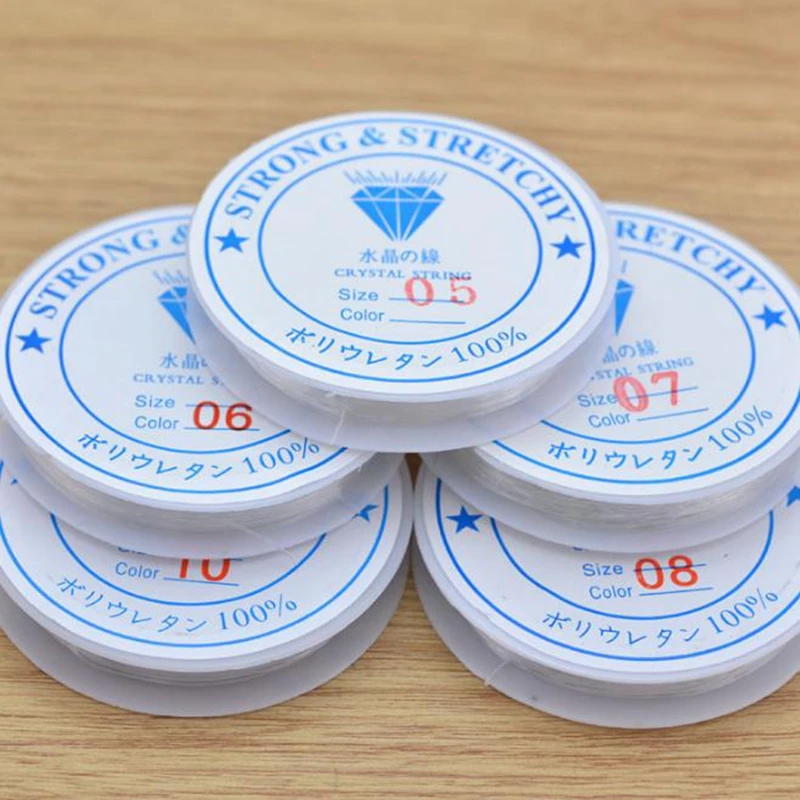 STRONG & STRETCHY
水晶の線
CRYSTAL STRING
Size 05
Color
ポリウレタン 100%
STRONG &
水晶の
CRYSTAL
Size
Color 06
ポリウレタン 100%
RETCHY
晶の線
STAL STRING
Size 07
Color
ポリウレタン 100%
Color 10
ポリウレタン 100%
Size 08
Color
ポリウレタン 100%